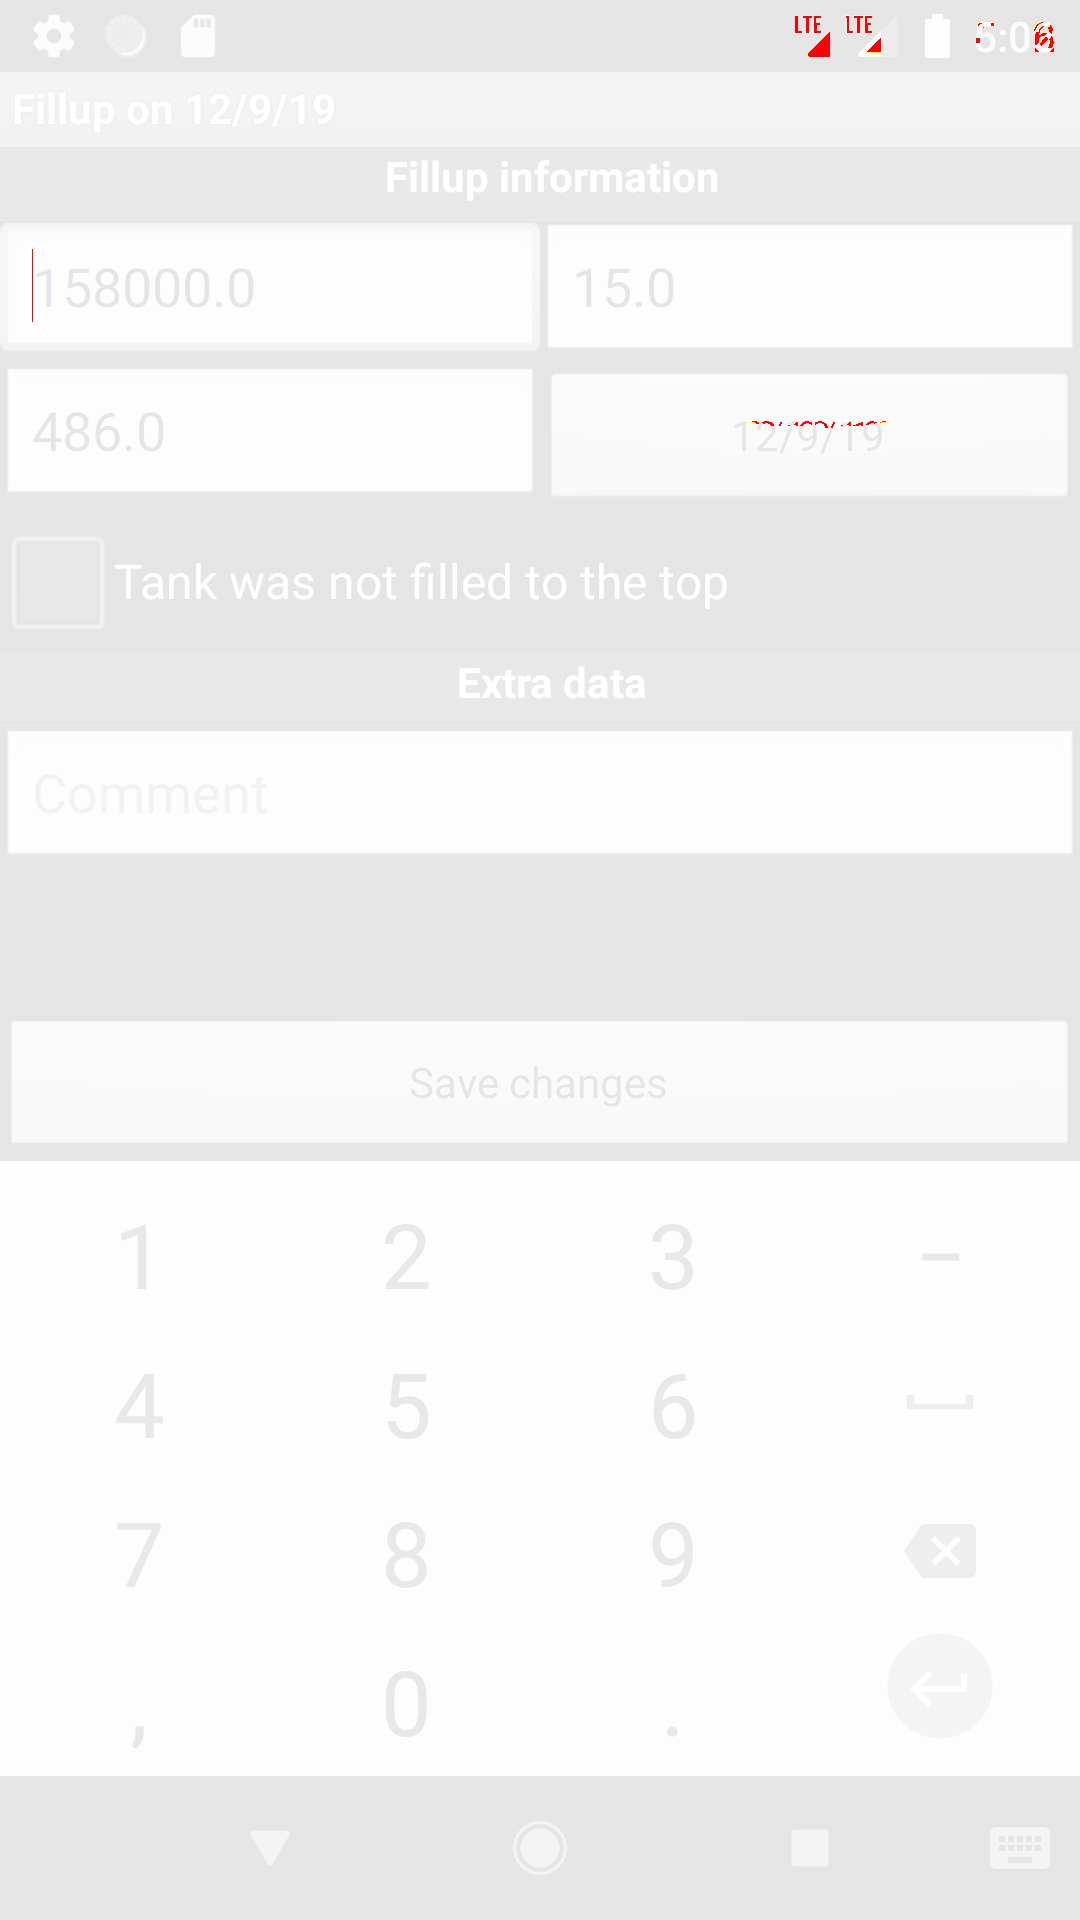 LTE LTE
Fillup on 12/9/19
Fillup information
158000.0 15.0
486.0 12/9/19
Tank was not filled to the top
Extra data
Comment
Save changes
1 2 3 –
4 5 6
7 8 9
, 0 .